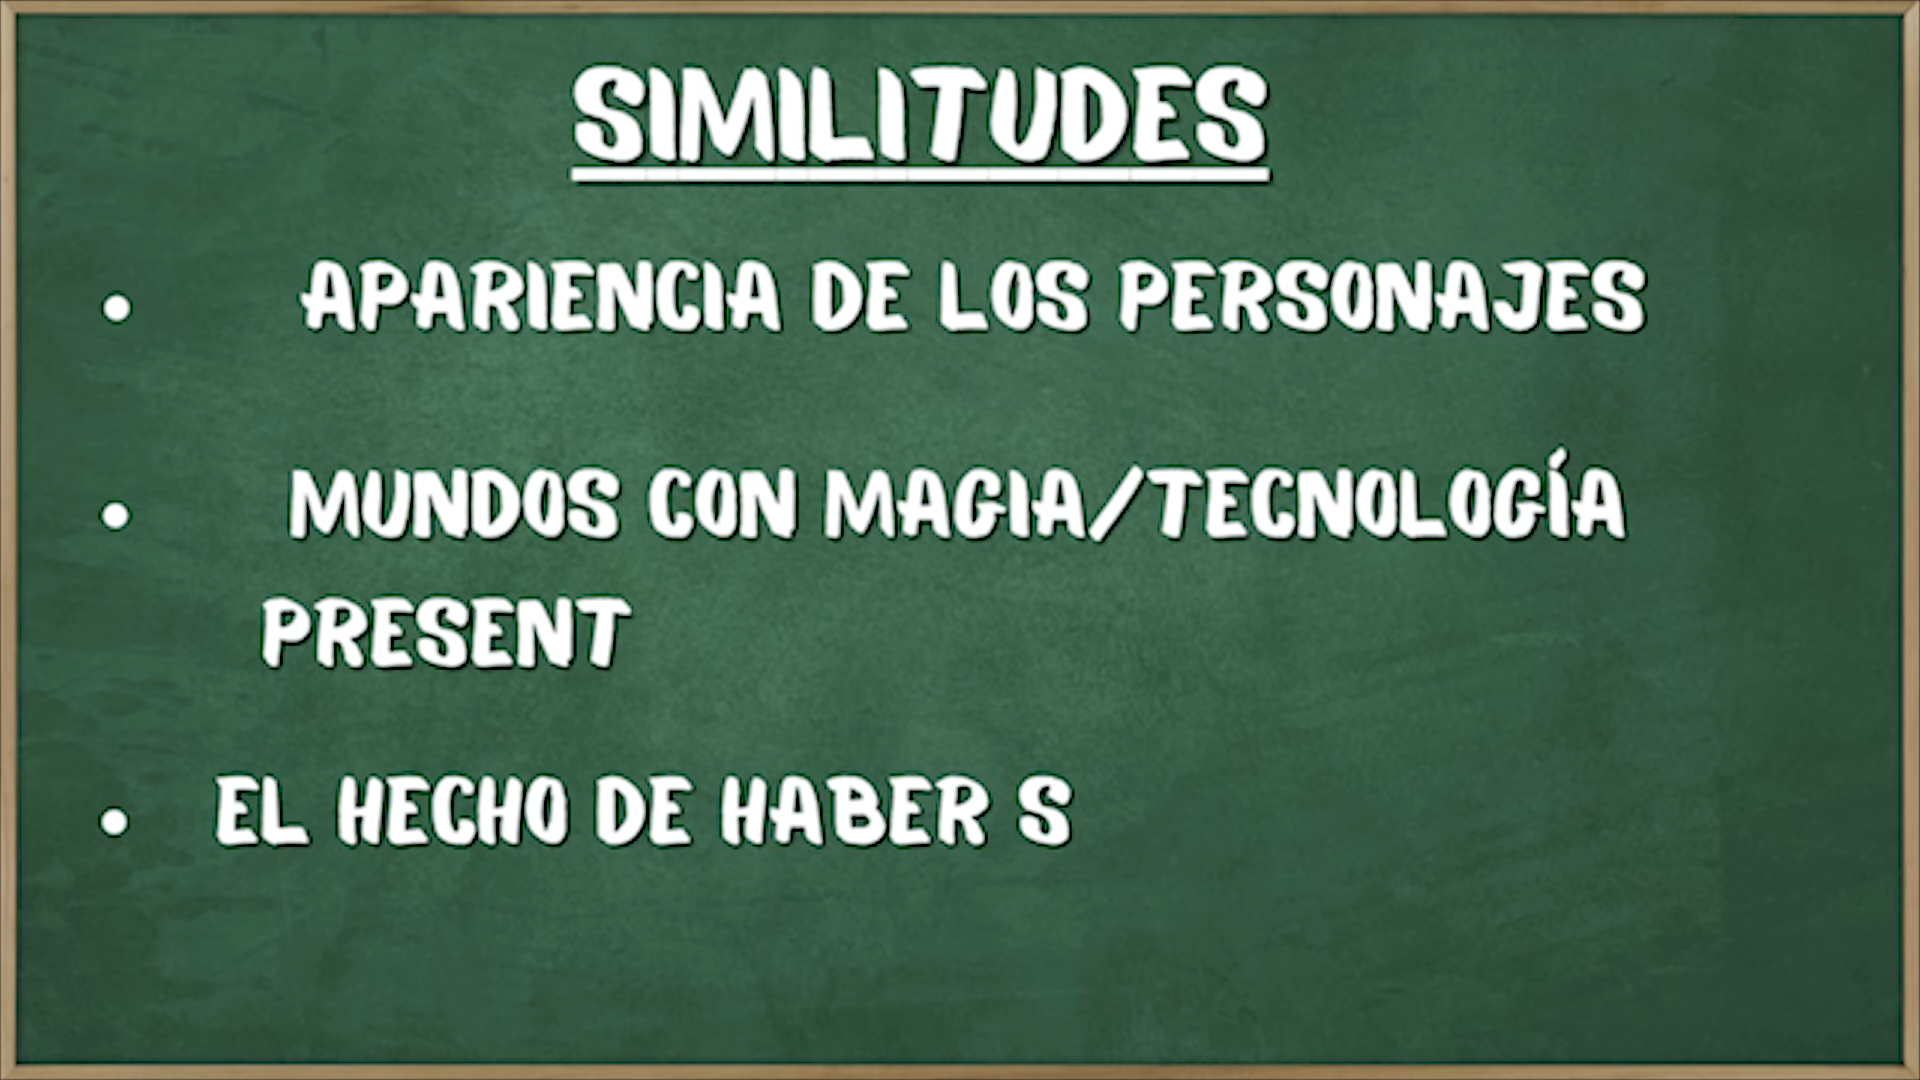 SIMILITUDES
• APARIENCIA DE LOS PERSONAJES
• MUNDOS CON MAGIA/TECNOLOGÍA
PRESENT
• EL HECHO DE HABER S